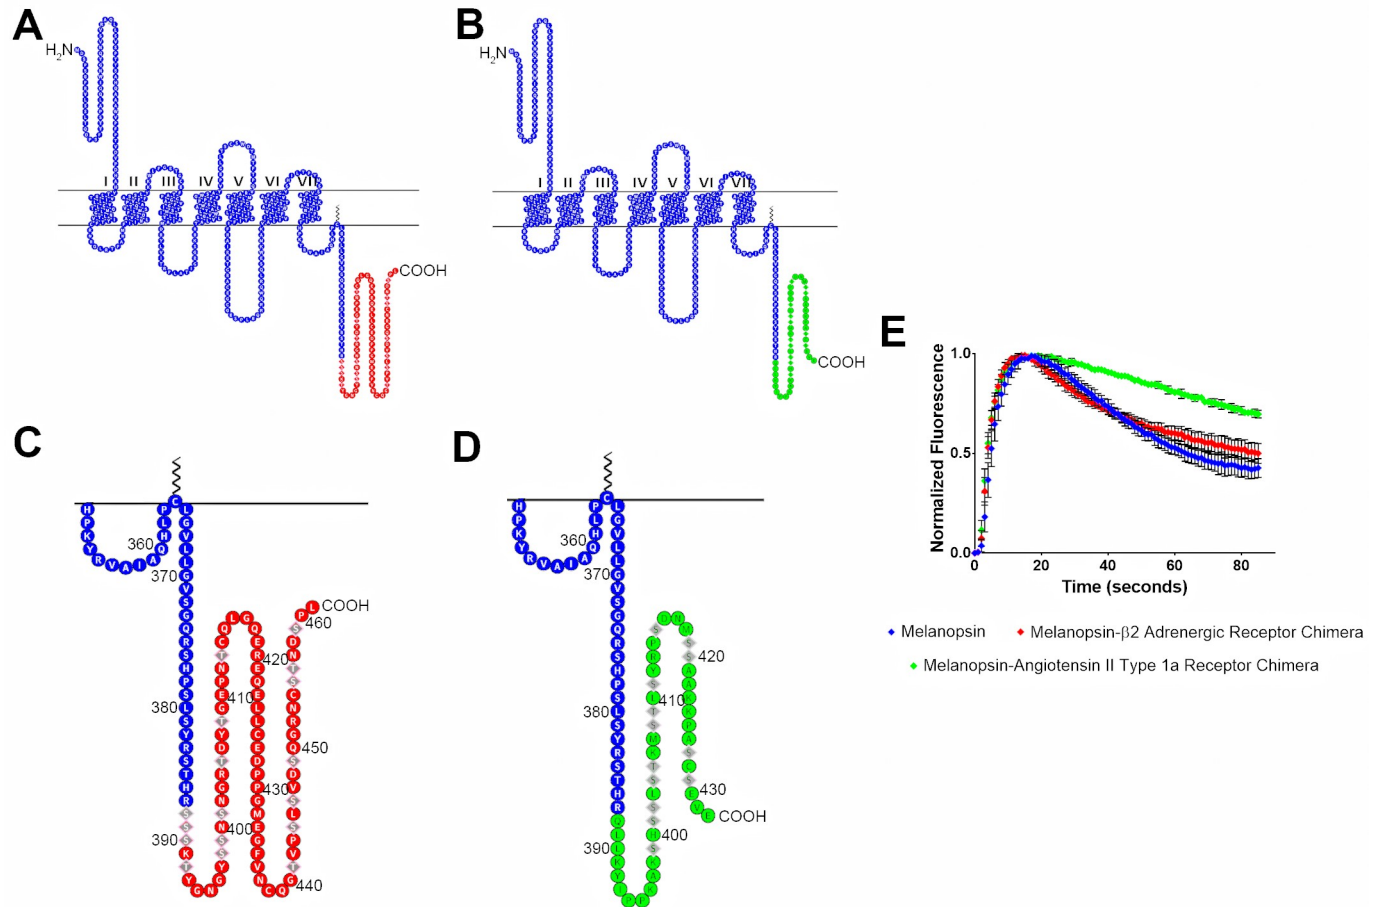 A
B
H₂N
H₂N
I II III IV V VI VII
I II III IV V VI VII
COOH
COOH
E
Normalized Fluorescence
1.0
0.5
0.0
0 20 40 60 80
Time (seconds)
Melanopsin
Melanopsin-β2 Adrenergic Receptor Chimera
Melanopsin-Angiotensin II Type 1a Receptor Chimera
C
D
H P K Y R V A I A Q H L P C L G V L L G V S G Q R S H P S L S Y R S T H R
S S S K T Y G N G Y S S N S N G R T D Y T G E P N T C Q L G Q E R E Q E L L C E D P P G M E G F V N C Q G T V P S L S V D S Q G R N C S T N D S P L
COOH
360
370
380
390
400
410
420
430
440
450
460
H P K Y R V A I A Q H L P C L G V L L G V S G Q R S H P S L S Y R S T H R
COOH
360
370
380
390
400
410
420
430